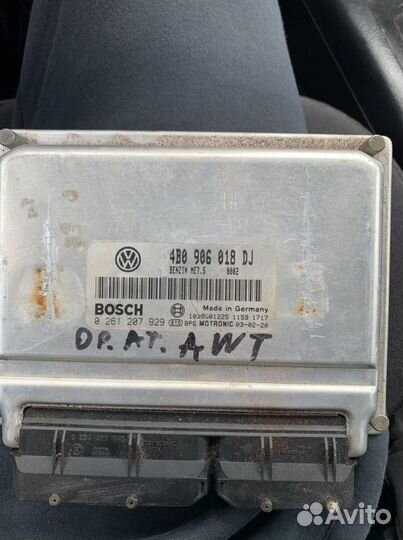 4B0 906 018 DJ
BENZIN ME7.5 0002
BOSCH
Made in Germany
1039S01225 1159 1717
0 261 207 929 BPG MOTRONIC 03-02-20
OP. AT. AWT
Avito